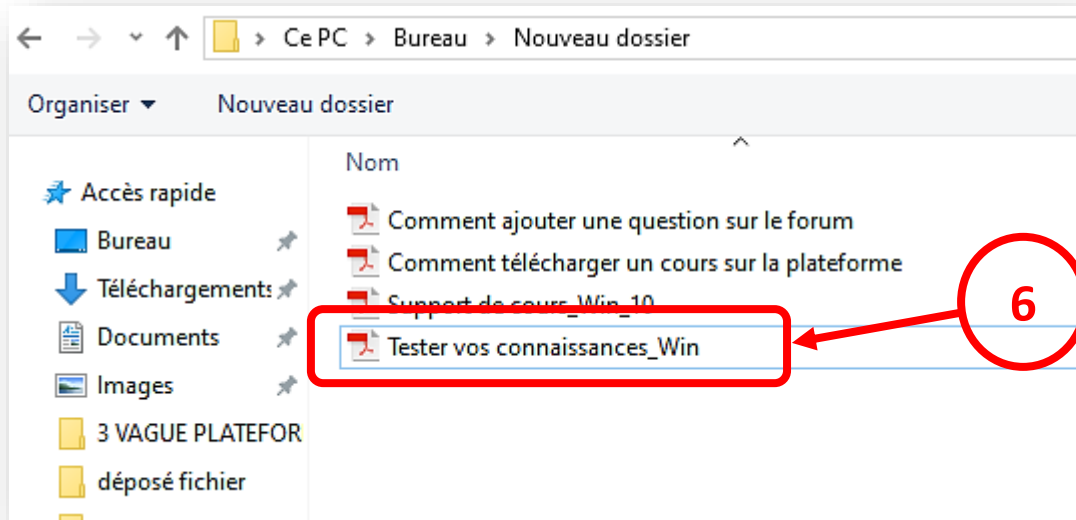 Ce PC > Bureau > Nouveau dossier
Organiser Nouveau dossier
Nom
Accès rapide
Bureau
Téléchargements
Documents
Images
3 VAGUE PLATEFOR
déposé fichier
Comment ajouter une question sur le forum
Comment télécharger un cours sur la plateforme
Support de cours_Win_10
Tester vos connaissances_Win
6